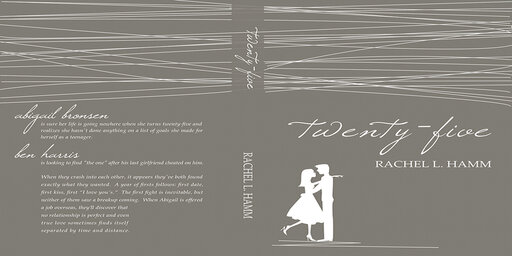 abigail bronsen
is sure her life is going nowhere when she turns twenty-five and
realizes she hasn't done anything on a list of goals she made for
herself as a teenager.
ben harris
is looking to find "the one" after his last girlfriend cheated on him.
When they crash into each other, it appears they've both found
exactly what they wanted. A year of firsts follows: first date,
first kiss, first "I love you's." The first fight is inevitable, but
neither of them saw a breakup coming. When Abigail is offered
a job overseas, they'll discover that
no relationship is perfect and even
true love sometimes finds itself
separated by time and distance.
twenty-five
RACHEL L. HAMM
twenty-five
RACHEL L. HAMM